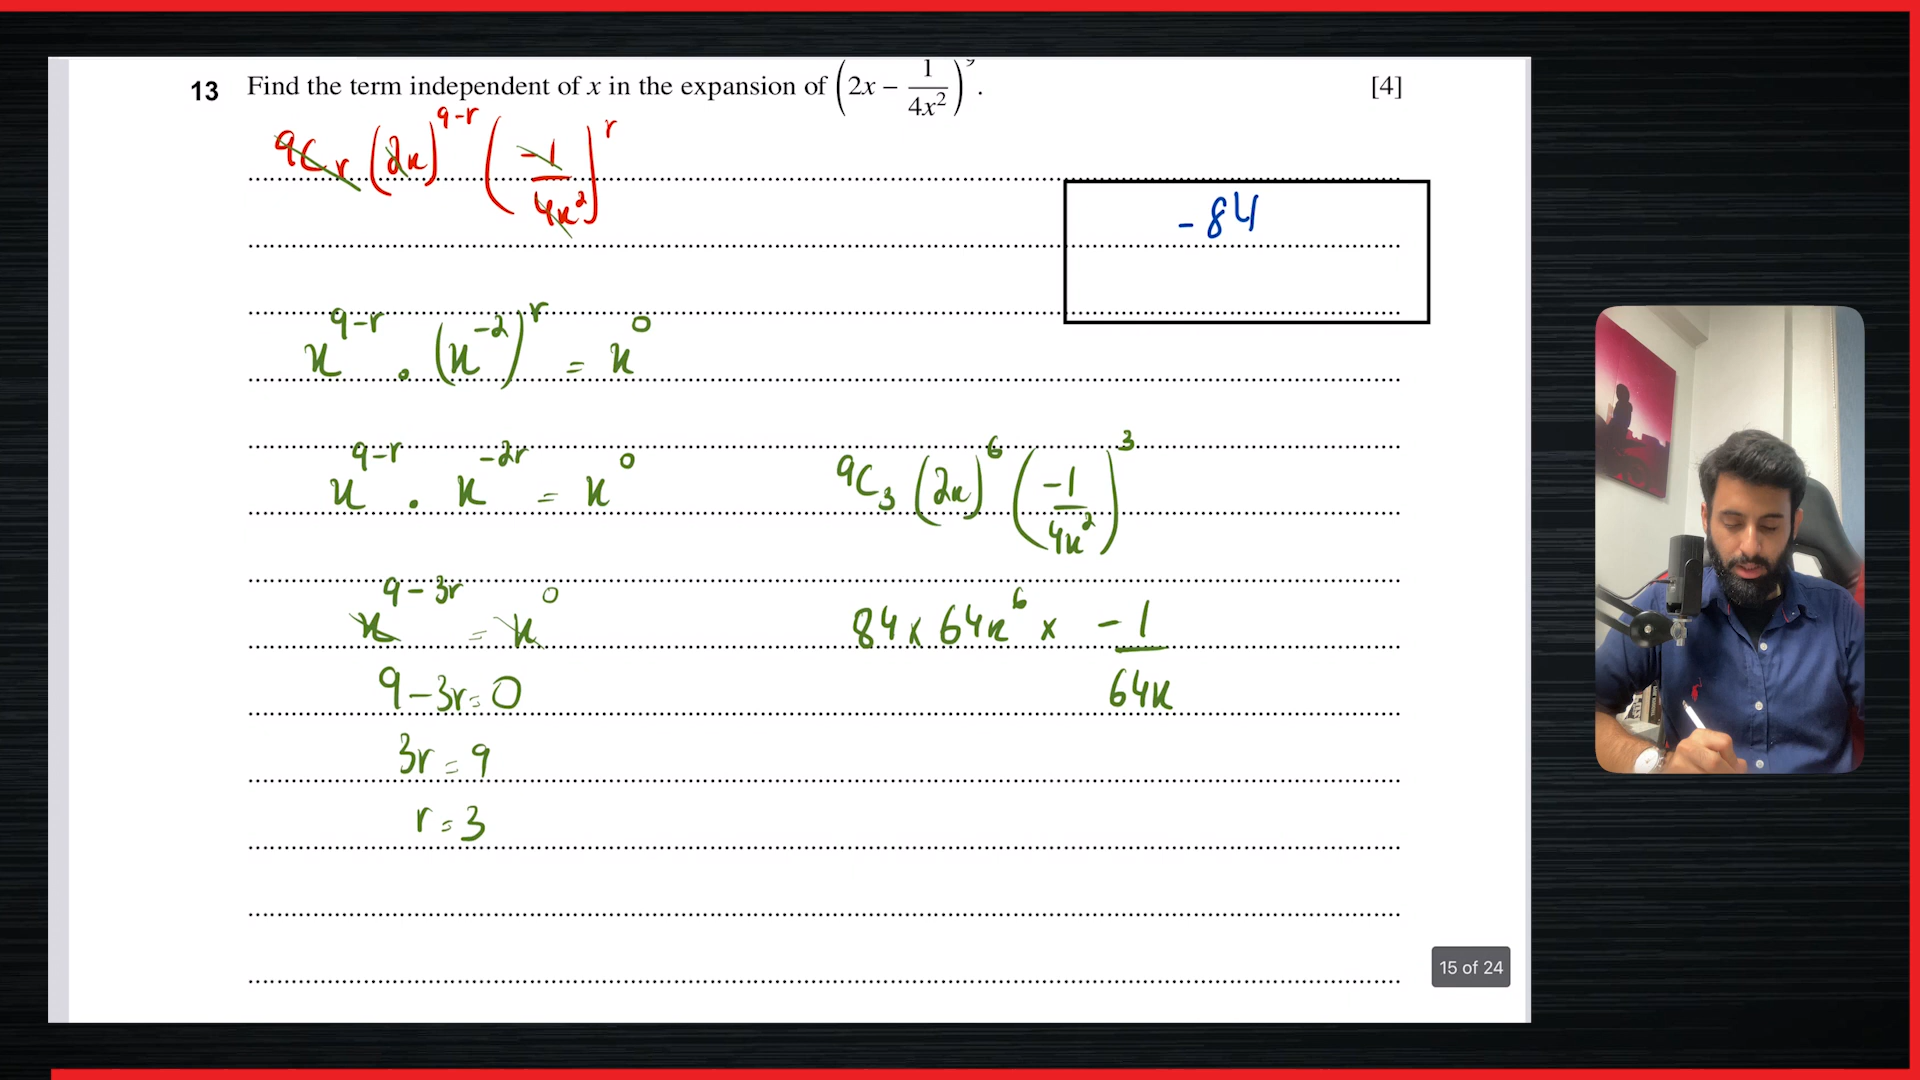 13 Find the term independent of x in the expansion of (2x − 1/4x²)⁹. [4]
9Cr (2x)^9-r (-1/4x²)^r
-84
x^9-r . (x^-2)^r = x^0
x^9-r . x^-2r = x^0
9C3 (2x)^6 (-1/4x²)^3
x^9-3r = x^0
84 x 64x^6 x -1/64x
9-3r=0
3r=9
r=3
15 of 24